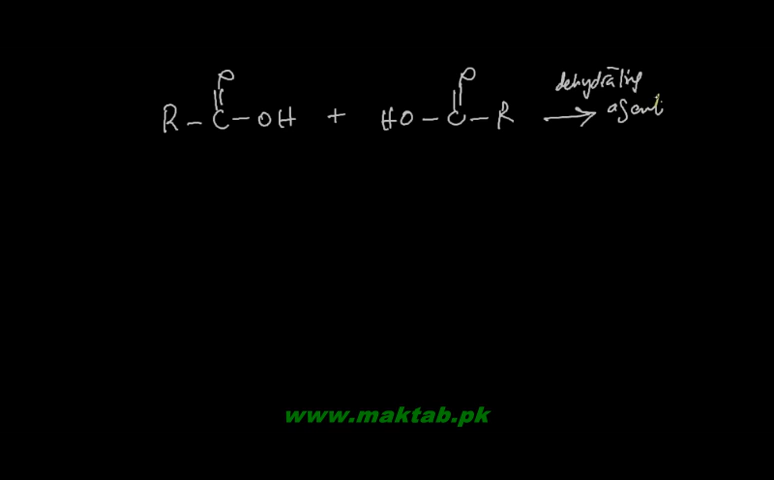 O O dehydrating
R - C - OH + HO - C - R → agent
www.maktab.pk